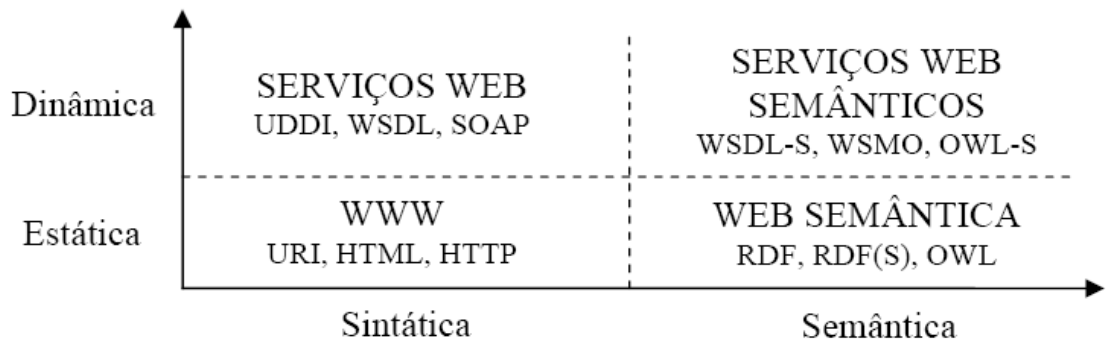 Dinâmica
SERVIÇOS WEB
UDDI, WSDL, SOAP
SERVIÇOS WEB
SEMÂNTICOS
WSDL-S, WSMO, OWL-S
Estática
WWW
URI, HTML, HTTP
WEB SEMÂNTICA
RDF, RDF(S), OWL
Sintática
Semântica